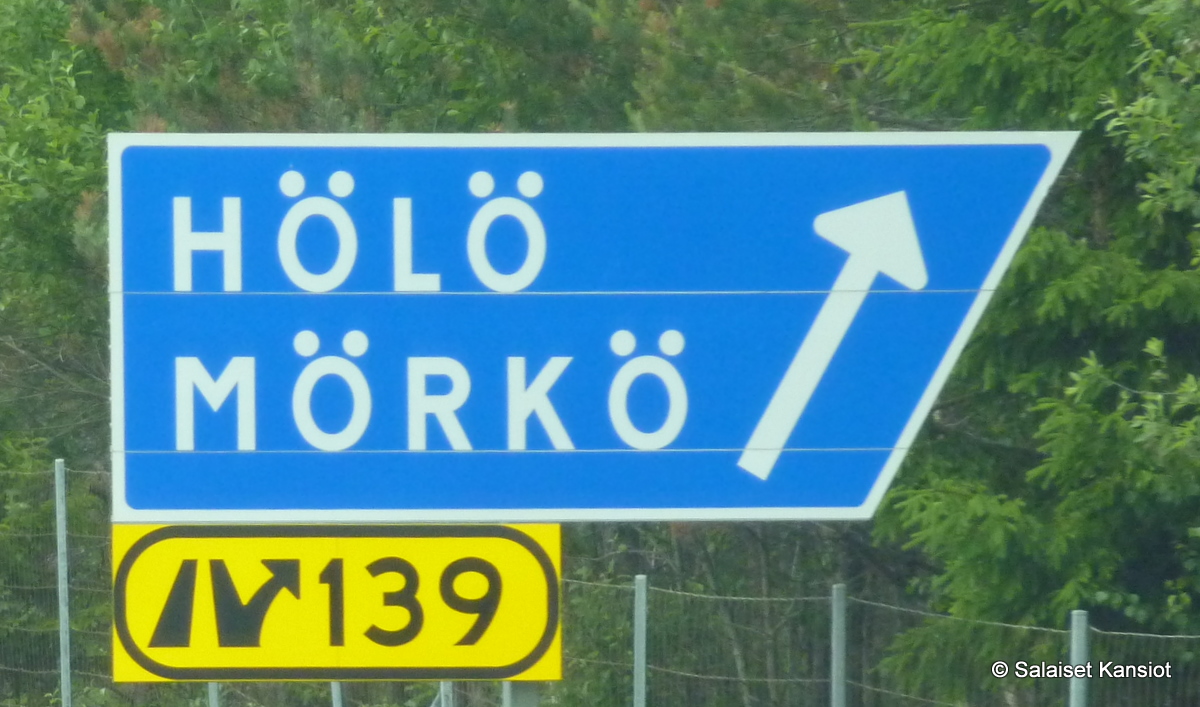 HÖLÖ
MÖRKÖ
139
© Salaiset Kansiot